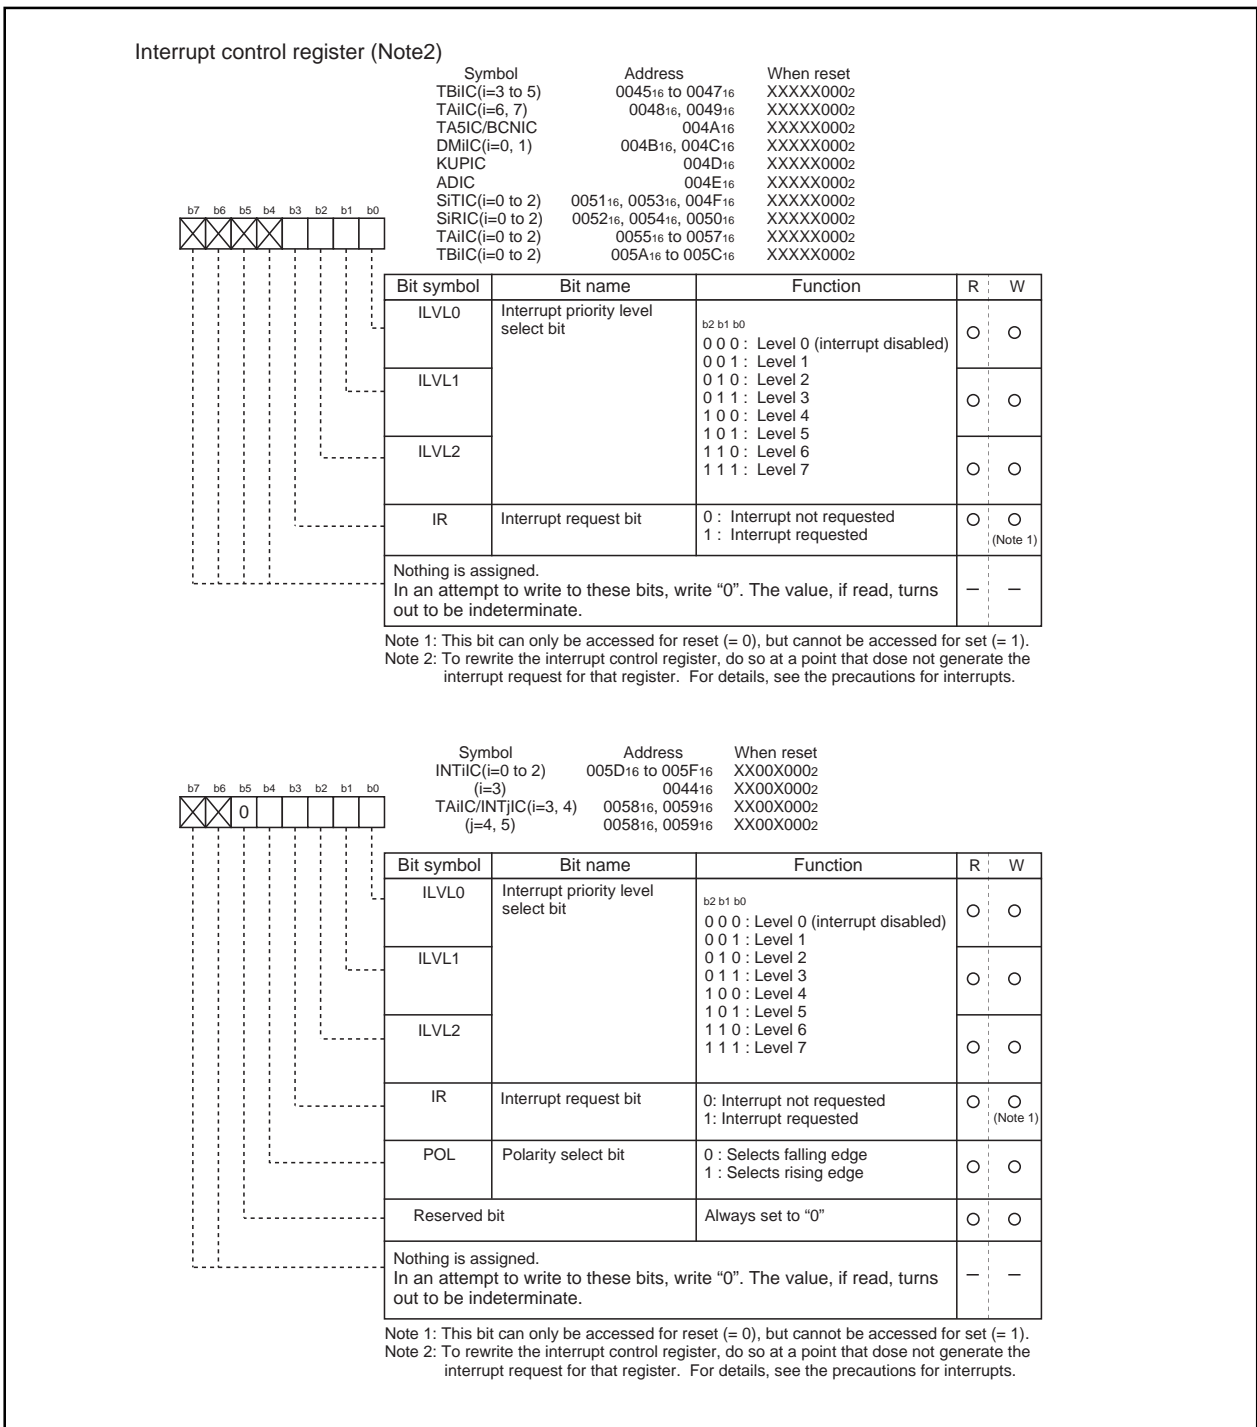 Interrupt control register (Note2)
Symbol Address When reset
TBiIC(i=3 to 5) 004516 to 004716 XXXXX0002
TAiIC(i=6, 7) 004816, 004916 XXXXX0002
TA5IC/BCNIC 004A16 XXXXX0002
DMiIC(i=0, 1) 004B16, 004C16 XXXXX0002
KUPIC 004D16 XXXXX0002
ADIC 004E16 XXXXX0002
SiTIC(i=0 to 2) 005116, 005316, 004F16 XXXXX0002
SiRIC(i=0 to 2) 005216, 005416, 005016 XXXXX0002
TAiIC(i=0 to 2) 005516 to 005716 XXXXX0002
TBiIC(i=0 to 2) 005A16 to 005C16 XXXXX0002
b7 b6 b5 b4 b3 b2 b1 b0
Bit symbol Bit name Function R W
ILVL0 Interrupt priority level
select bit
b2 b1 b0
0 0 0 : Level 0 (interrupt disabled)
0 0 1 : Level 1
ILVL1 0 1 0 : Level 2
0 1 1 : Level 3
1 0 0 : Level 4
1 0 1 : Level 5
ILVL2 1 1 0 : Level 6
1 1 1 : Level 7
IR Interrupt request bit 0 : Interrupt not requested
1 : Interrupt requested
(Note 1)
Nothing is assigned.
In an attempt to write to these bits, write “0”. The value, if read, turns – –
out to be indeterminate.
Note 1: This bit can only be accessed for reset (= 0), but cannot be accessed for set (= 1).
Note 2: To rewrite the interrupt control register, do so at a point that dose not generate the
interrupt request for that register. For details, see the precautions for interrupts.
Symbol Address When reset
INTiIC(i=0 to 2) 005D16 to 005F16 XX00X0002
(i=3) 004416 XX00X0002
TAiIC/INTjIC(i=3, 4) 005816, 005916 XX00X0002
(j=4, 5) 005816, 005916 XX00X0002
b7 b6 b5 b4 b3 b2 b1 b0
0
Bit symbol Bit name Function R W
ILVL0 Interrupt priority level
select bit
b2 b1 b0
0 0 0 : Level 0 (interrupt disabled)
0 0 1 : Level 1
ILVL1 0 1 0 : Level 2
0 1 1 : Level 3
1 0 0 : Level 4
1 0 1 : Level 5
ILVL2 1 1 0 : Level 6
1 1 1 : Level 7
IR Interrupt request bit 0: Interrupt not requested
1: Interrupt requested
(Note 1)
POL Polarity select bit 0 : Selects falling edge
1 : Selects rising edge
Reserved bit Always set to “0”
Nothing is assigned.
In an attempt to write to these bits, write “0”. The value, if read, turns – –
out to be indeterminate.
Note 1: This bit can only be accessed for reset (= 0), but cannot be accessed for set (= 1).
Note 2: To rewrite the interrupt control register, do so at a point that dose not generate the
interrupt request for that register. For details, see the precautions for interrupts.